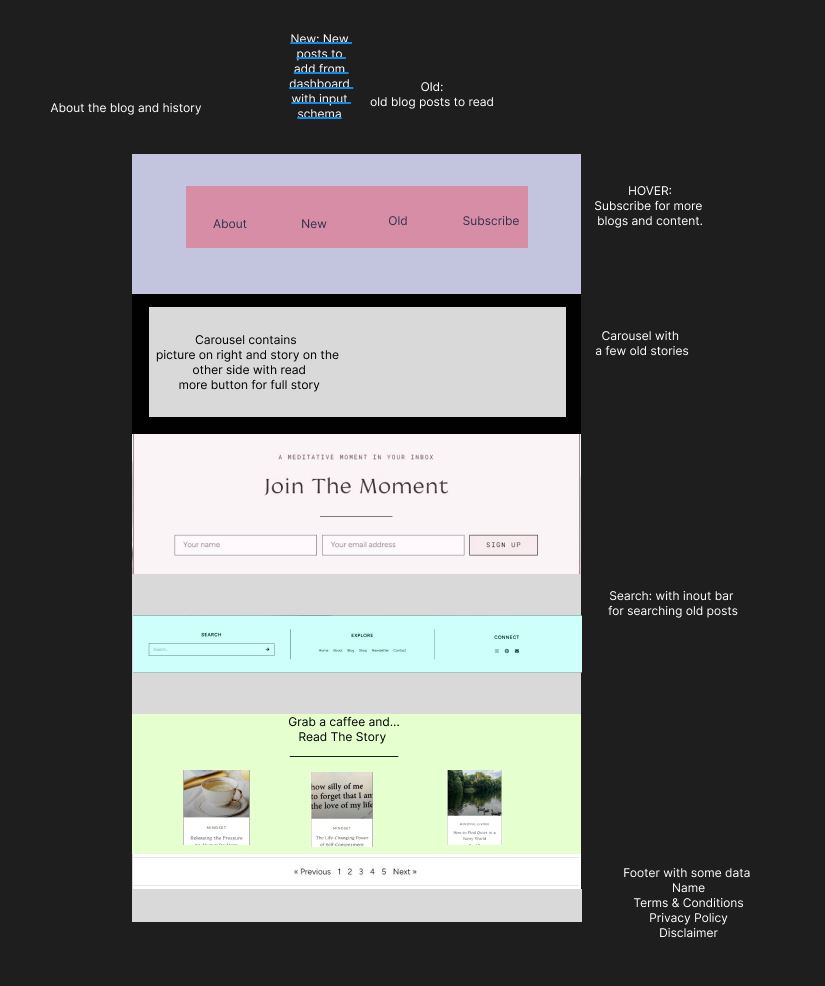 New: New
posts to
add from
dashboard
with input
schema
Old:
old blog posts to read
About the blog and history
HOVER:
Subscribe for more
blogs and content.
About
New
Old
Subscribe
Carousel contains
picture on right and story on the
other side with read
more button for full story
Carousel with
a few old stories
A MEDITATIVE MOMENT IN YOUR INBOX
Join The Moment
Your name
Your email address
SIGN UP
Search: with inout bar
for searching old posts
SEARCH
Search
EXPLORE
Home About Blog Shop Newsletter Contact
CONNECT
Grab a caffee and...
Read The Story
how silly of me
to forget that I am
the love of my life
MINDSET
Releasing the Pressure
MINDSET
The Life-Changing Power
of Self-Contentment
MINDFUL LIVING
How to Find Quiet in a
Noisy World
« Previous 1 2 3 4 5 Next »
Footer with some data
Name
Terms & Conditions
Privacy Policy
Disclaimer